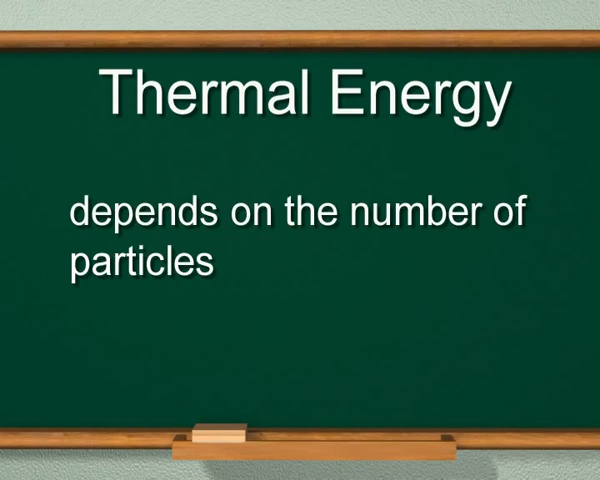 Thermal Energy
depends on the number of
particles